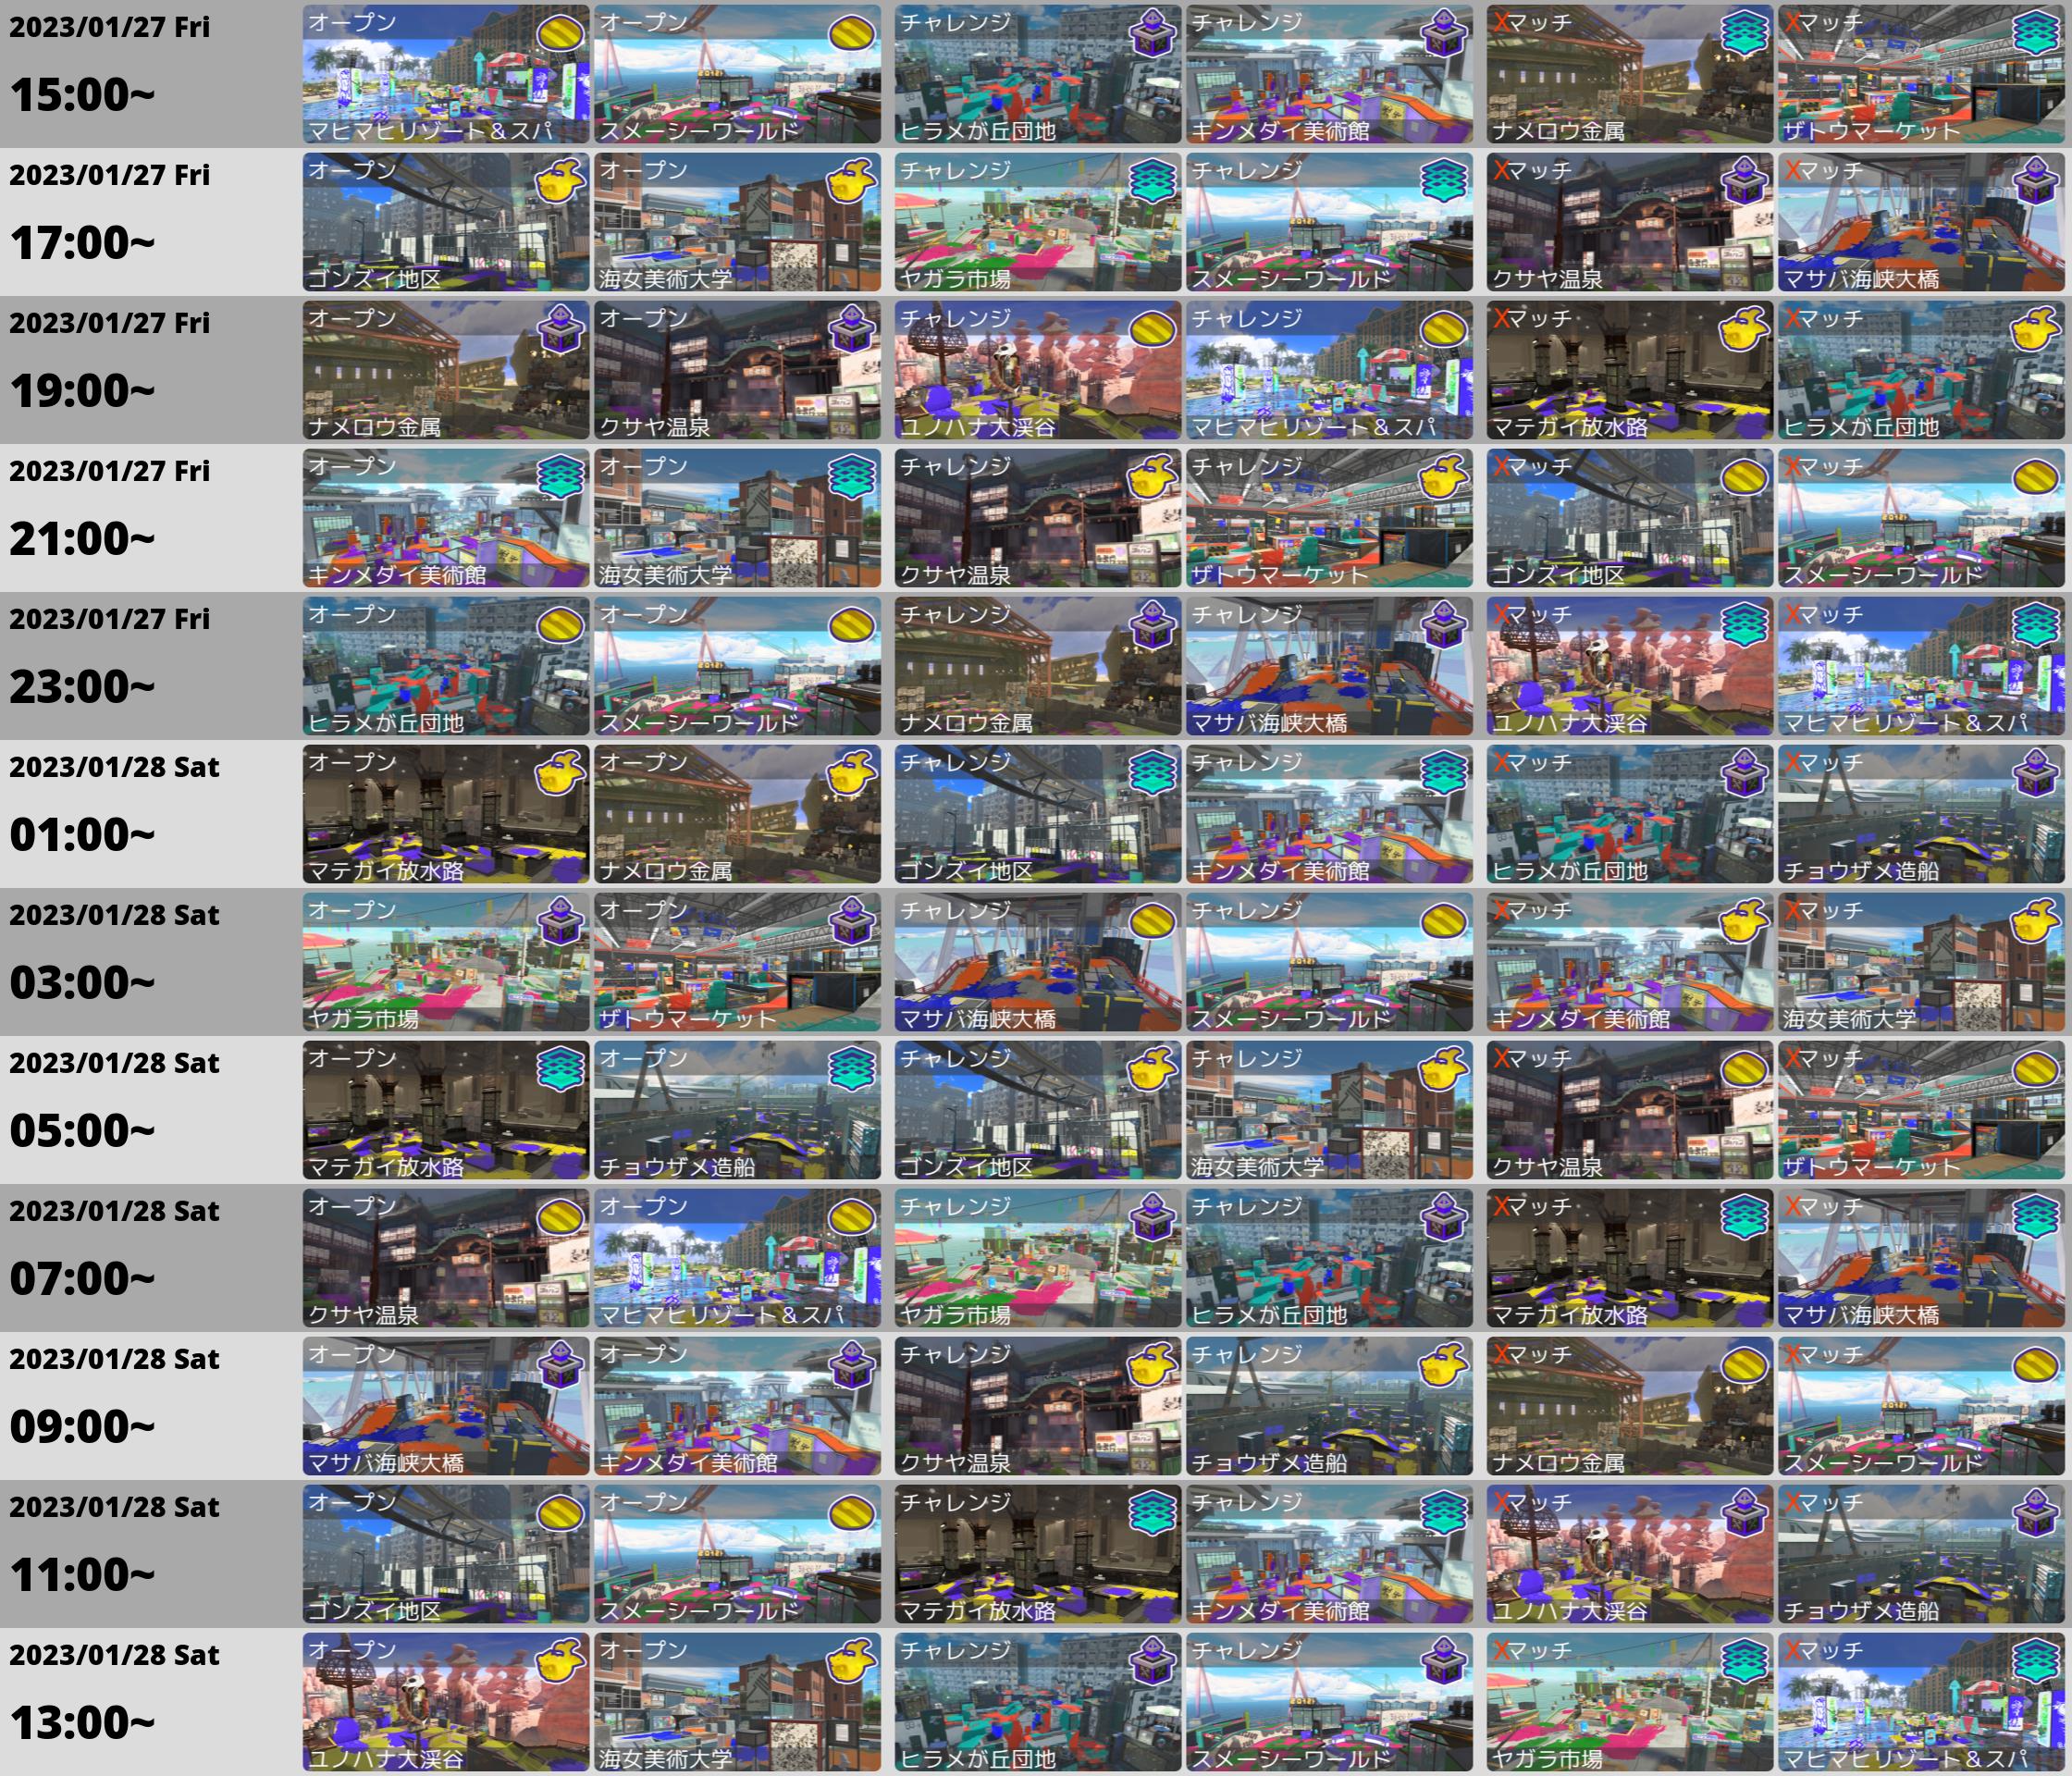 2023/01/27 Fri
15:00~
オープン オープン チャレンジ チャレンジ Xマッチ Xマッチ
マヒマヒリゾート＆スパ スメーシーワールド ヒラメが丘団地 キンメダイ美術館 ナメロウ金属 ザトウマーケット
2023/01/27 Fri
17:00~
オープン オープン チャレンジ チャレンジ Xマッチ Xマッチ
ゴンズイ地区 海女美術大学 ヤガラ市場 スメーシーワールド クサヤ温泉 マサバ海峡大橋
2023/01/27 Fri
19:00~
オープン オープン チャレンジ チャレンジ Xマッチ Xマッチ
ナメロウ金属 クサヤ温泉 ユノハナ大渓谷 マヒマヒリゾート＆スパ マテガイ放水路 ヒラメが丘団地
2023/01/27 Fri
21:00~
オープン オープン チャレンジ チャレンジ Xマッチ Xマッチ
キンメダイ美術館 海女美術大学 クサヤ温泉 ザトウマーケット ゴンズイ地区 スメーシーワールド
2023/01/27 Fri
23:00~
オープン オープン チャレンジ チャレンジ Xマッチ Xマッチ
ヒラメが丘団地 スメーシーワールド ナメロウ金属 マサバ海峡大橋 ユノハナ大渓谷 マヒマヒリゾート＆スパ
2023/01/28 Sat
01:00~
オープン オープン チャレンジ チャレンジ Xマッチ Xマッチ
マテガイ放水路 ナメロウ金属 ゴンズイ地区 キンメダイ美術館 ヒラメが丘団地 チョウザメ造船
2023/01/28 Sat
03:00~
オープン オープン チャレンジ チャレンジ Xマッチ Xマッチ
ヤガラ市場 ザトウマーケット マサバ海峡大橋 スメーシーワールド キンメダイ美術館 海女美術大学
2023/01/28 Sat
05:00~
オープン オープン チャレンジ チャレンジ Xマッチ Xマッチ
マテガイ放水路 チョウザメ造船 ゴンズイ地区 海女美術大学 クサヤ温泉 ザトウマーケット
2023/01/28 Sat
07:00~
オープン オープン チャレンジ チャレンジ Xマッチ Xマッチ
クサヤ温泉 マヒマヒリゾート＆スパ ヤガラ市場 ヒラメが丘団地 マテガイ放水路 マサバ海峡大橋
2023/01/28 Sat
09:00~
オープン オープン チャレンジ チャレンジ Xマッチ Xマッチ
マサバ海峡大橋 キンメダイ美術館 クサヤ温泉 チョウザメ造船 ナメロウ金属 スメーシーワールド
2023/01/28 Sat
11:00~
オープン オープン チャレンジ チャレンジ Xマッチ Xマッチ
ゴンズイ地区 スメーシーワールド マテガイ放水路 キンメダイ美術館 ユノハナ大渓谷 チョウザメ造船
2023/01/28 Sat
13:00~
オープン オープン チャレンジ チャレンジ Xマッチ Xマッチ
ユノハナ大渓谷 海女美術大学 ヒラメが丘団地 スメーシーワールド ヤガラ市場 マヒマヒリゾート＆スパ